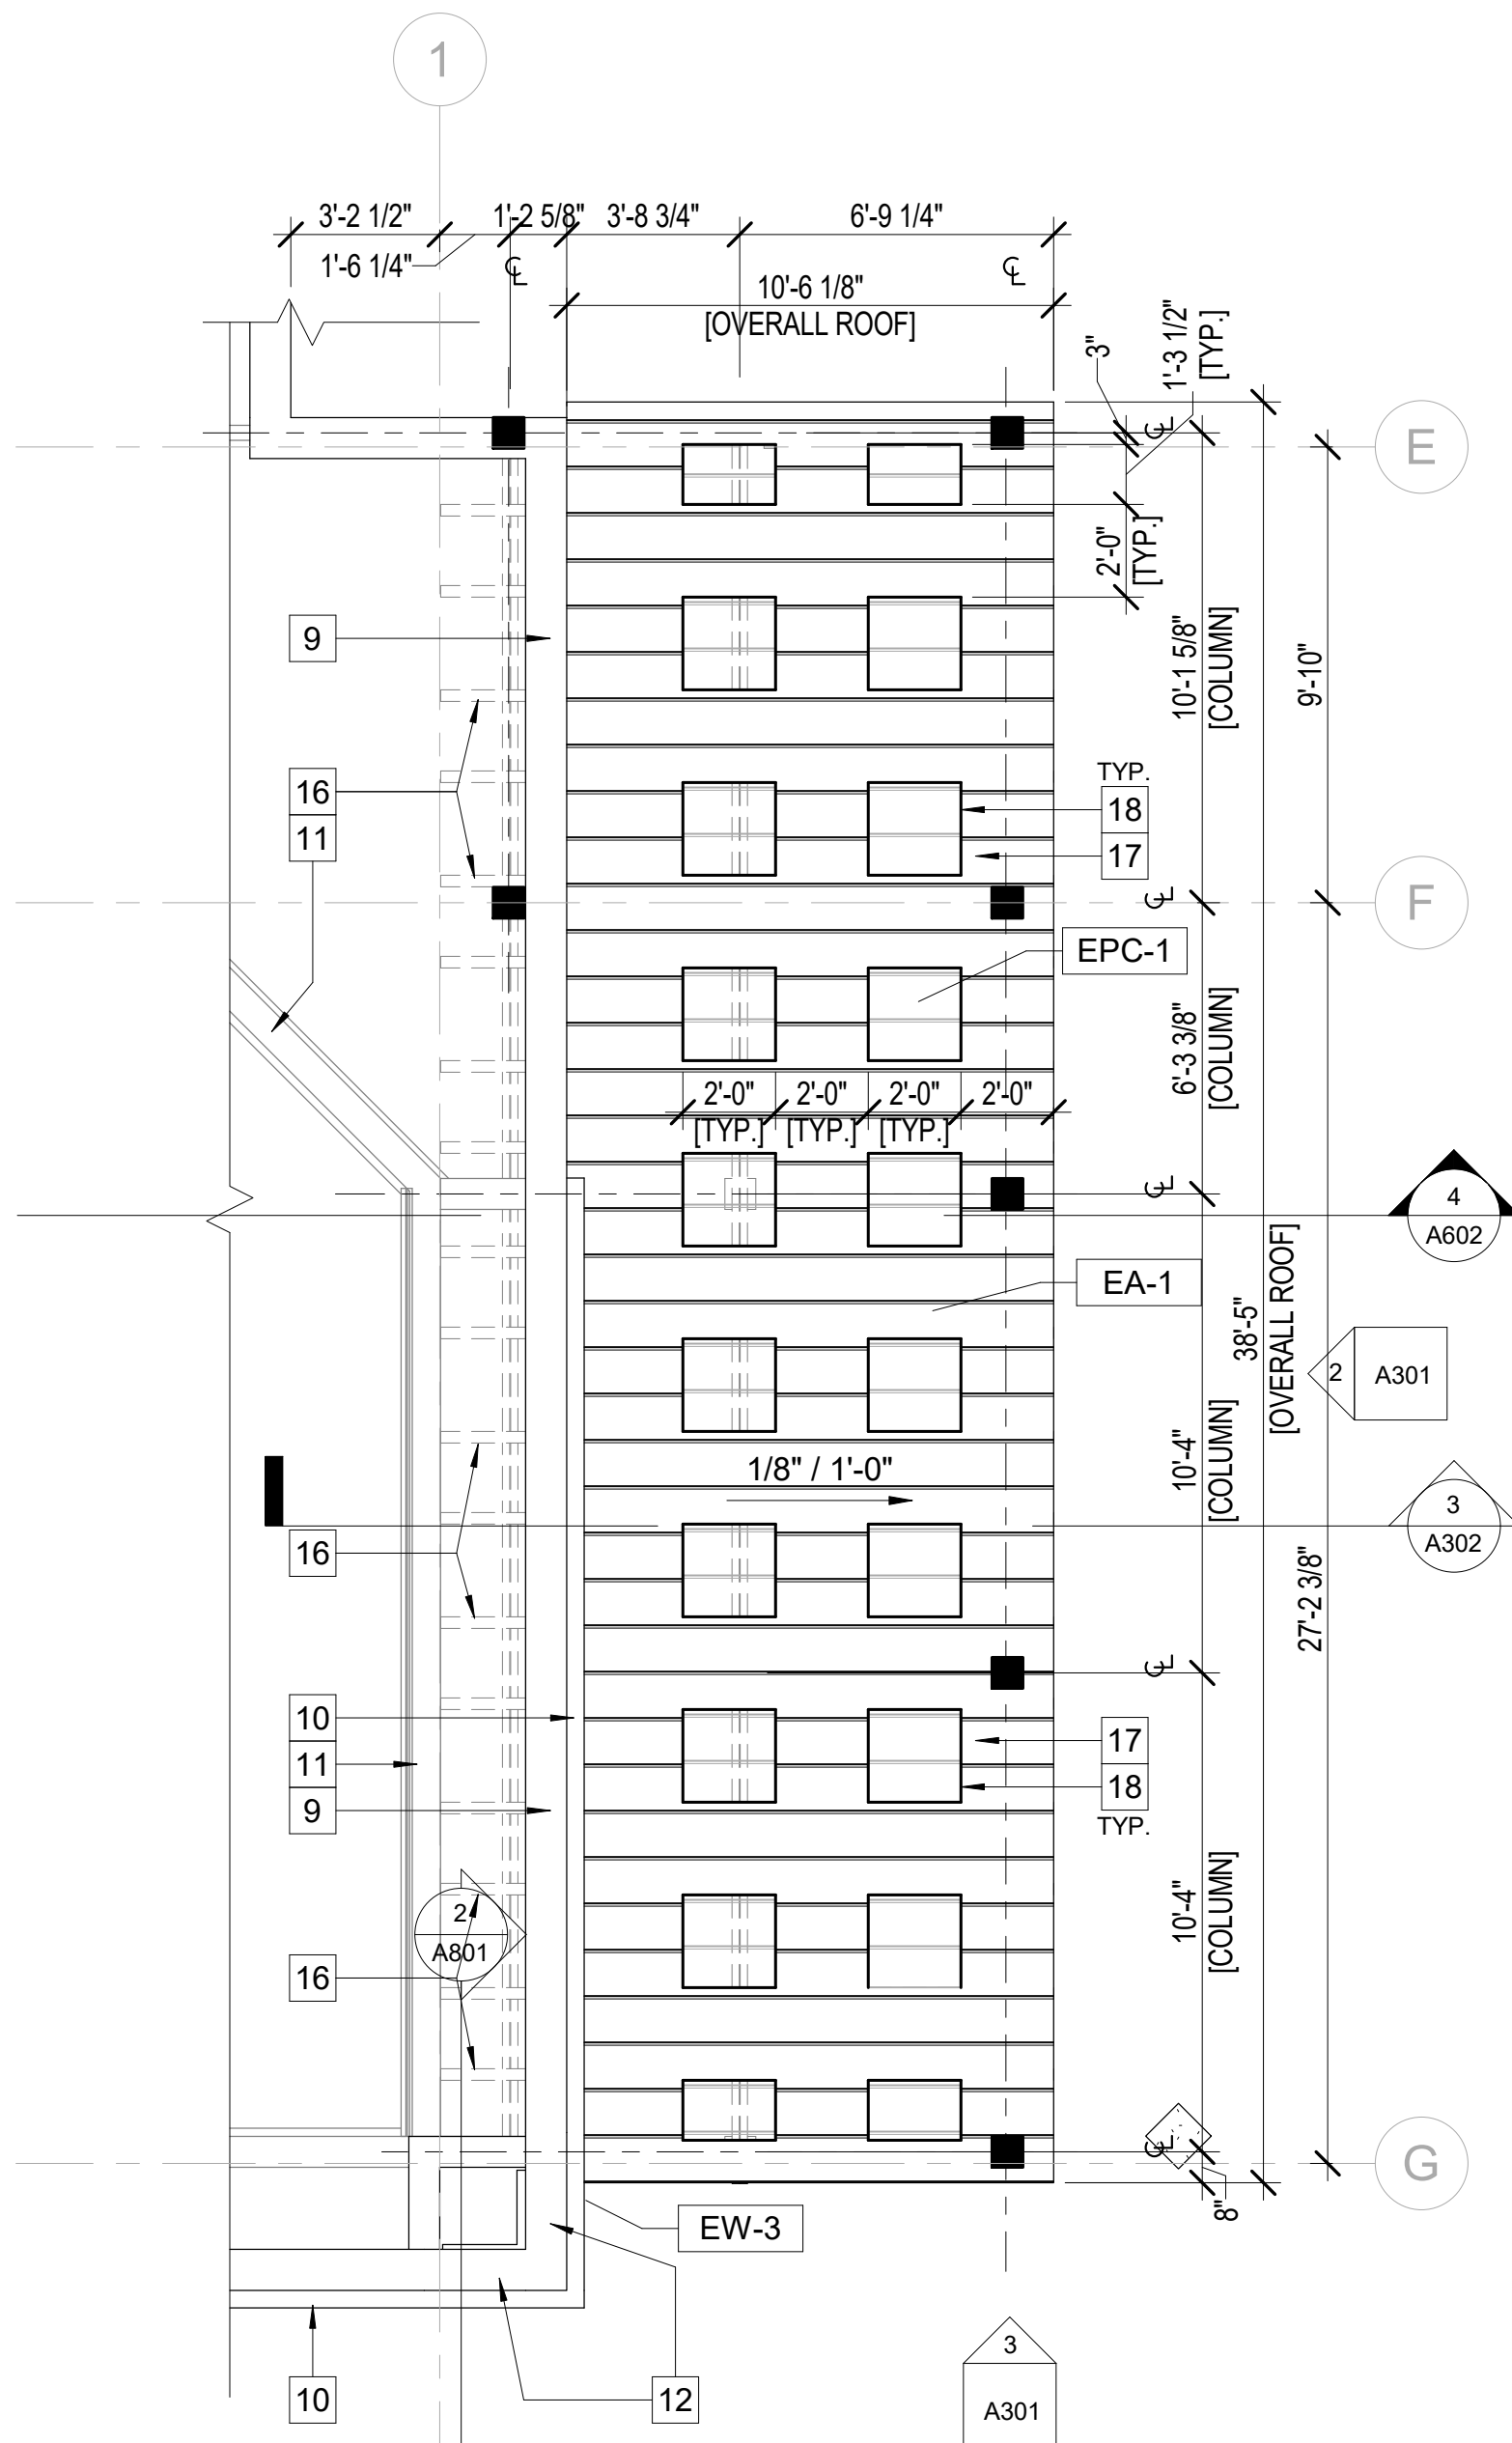 1
3'-2 1/2"
1'-2 5/8"
3'-8 3/4"
6'-9 1/4"
1'-6 1/4"
℄
℄
10'-6 1/8"
[OVERALL ROOF]
3"
1'-3 1/2"
[TYP.]
℄
E
2'-0"
[TYP.]
9
10'-1 5/8"
[COLUMN]
9'-10"
16
11
TYP.
18
17
℄
F
EPC-1
6'-3 3/8"
[COLUMN]
2'-0"
2'-0"
2'-0"
2'-0"
[TYP.]
[TYP.]
[TYP.]
℄
4
A602
EA-1
38'-5"
[OVERALL ROOF]
2
A301
10'-4"
[COLUMN]
1/8" / 1'-0"
3
A302
16
27'-2 3/8"
℄
10
11
9
17
18
TYP.
10'-4"
[COLUMN]
2
A801
16
℄
G
8"
EW-3
3
A301
10
12